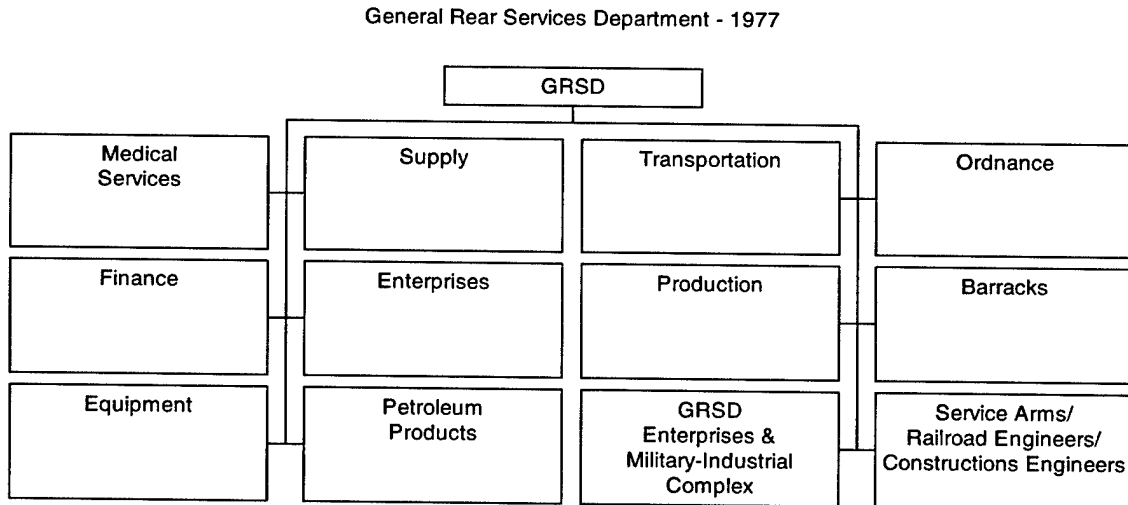 General Rear Services Department - 1977
GRSD
Medical
Services
Supply
Transportation
Ordnance
Finance
Enterprises
Production
Barracks
Equipment
Petroleum
Products
GRSD
Enterprises &
Military-Industrial
Complex
Service Arms/
Railroad Engineers/
Constructions Engineers